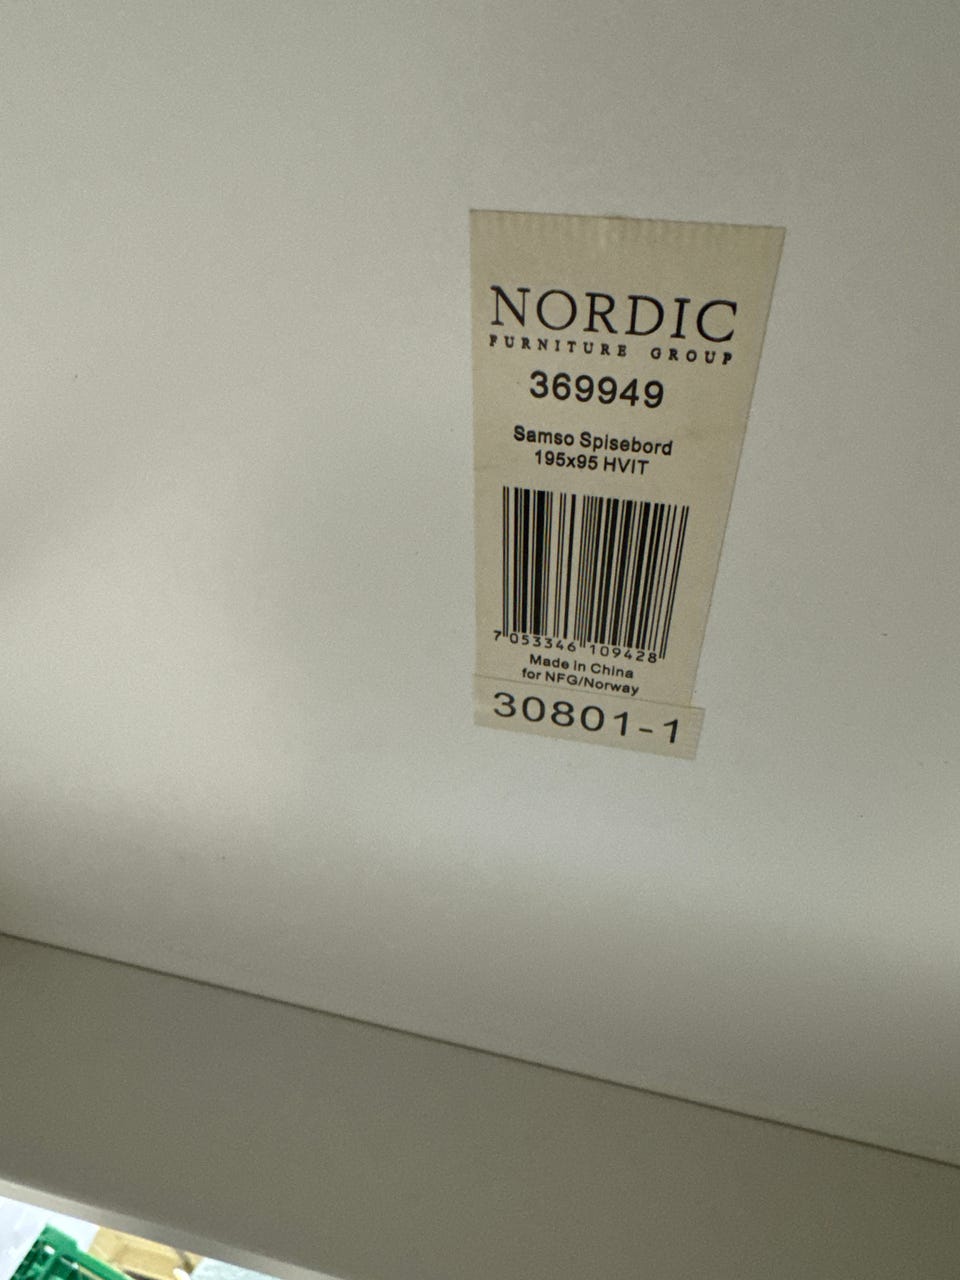 NORDIC
FURNITURE GROUP
369949
Samso Spisebord
195x95 HVIT
7 053346 109428
Made in China
for NFG/Norway
30801-1